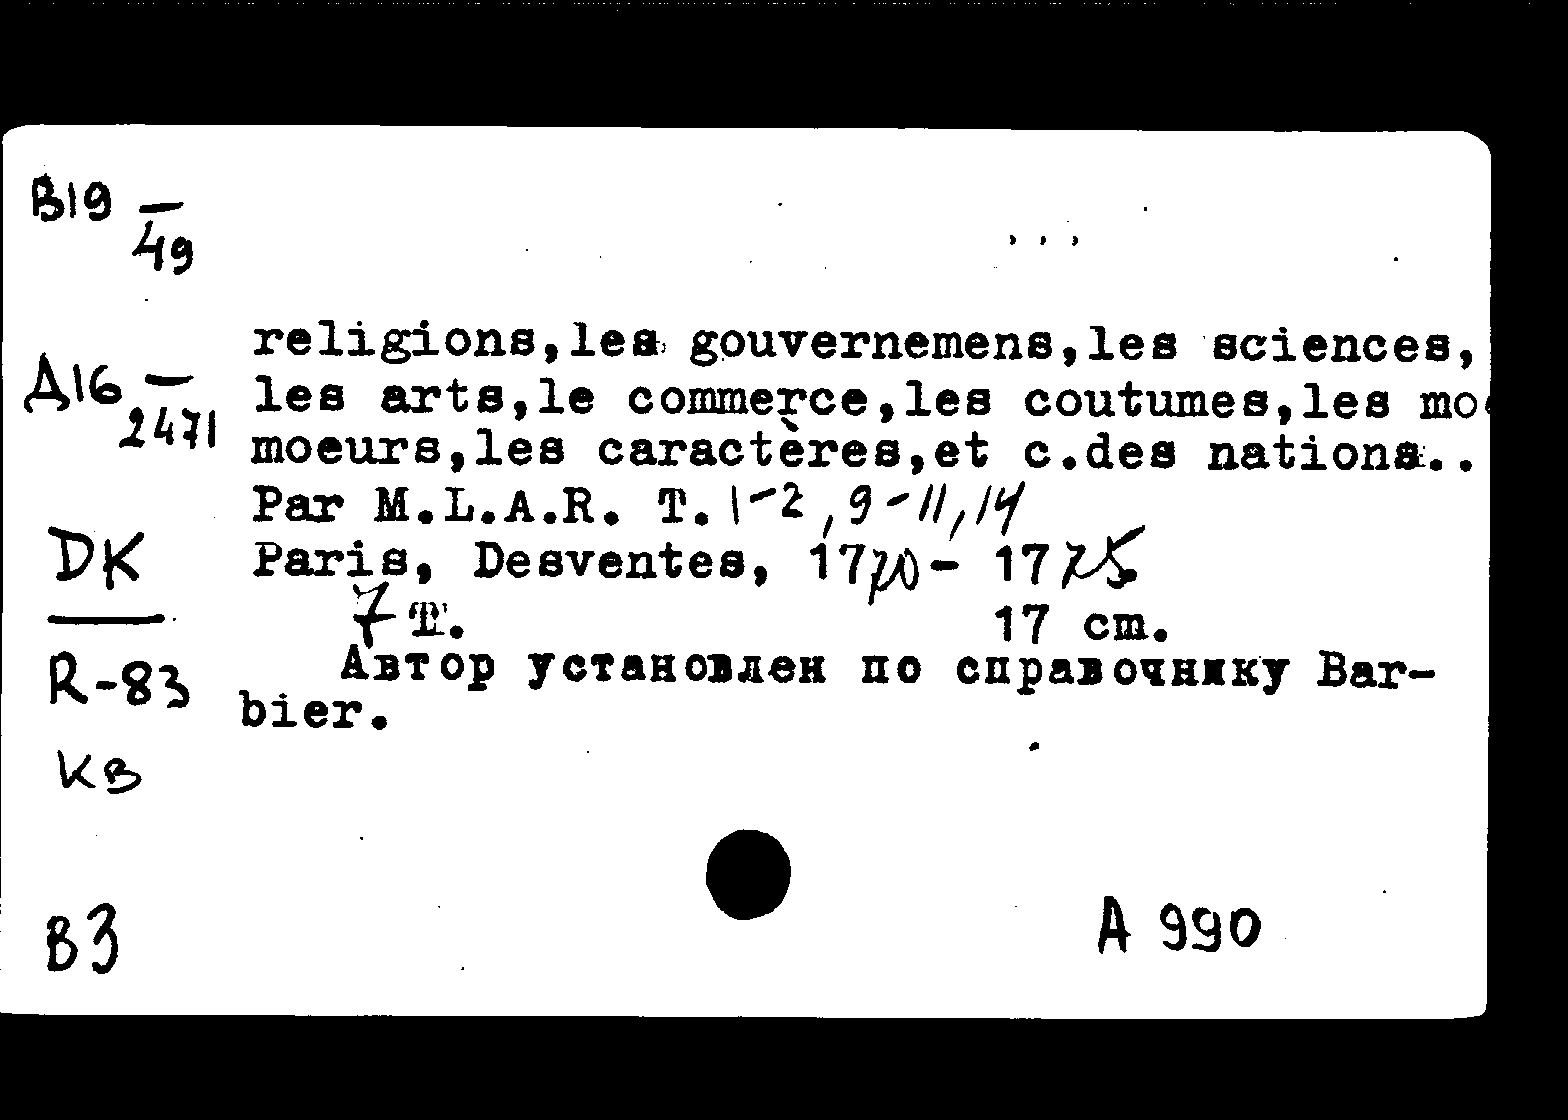 B19 —
49
Д16 —
2471
DK
R-83
КВ
B3
...
religions,les gouvernemens,les sciences,
les arts,le commerce,les coutumes,les mo
moeurs,les caractères,et c.des nations..
Par M.L.A.R. T. 1-2, 9-11, 14
Paris, Desventes, 1770- 1775
7 T. 17 cm.
Автор установлен по справочнику Bar-
bier.
A 990